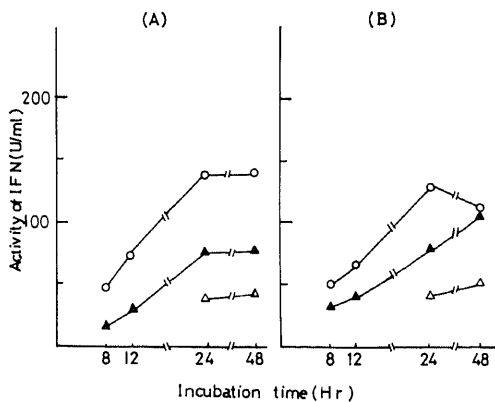 (A) (B)
200
100
Activity of IFN(U/ml)
8 12 24 48 8 12 24 48
Incubation time(Hr)